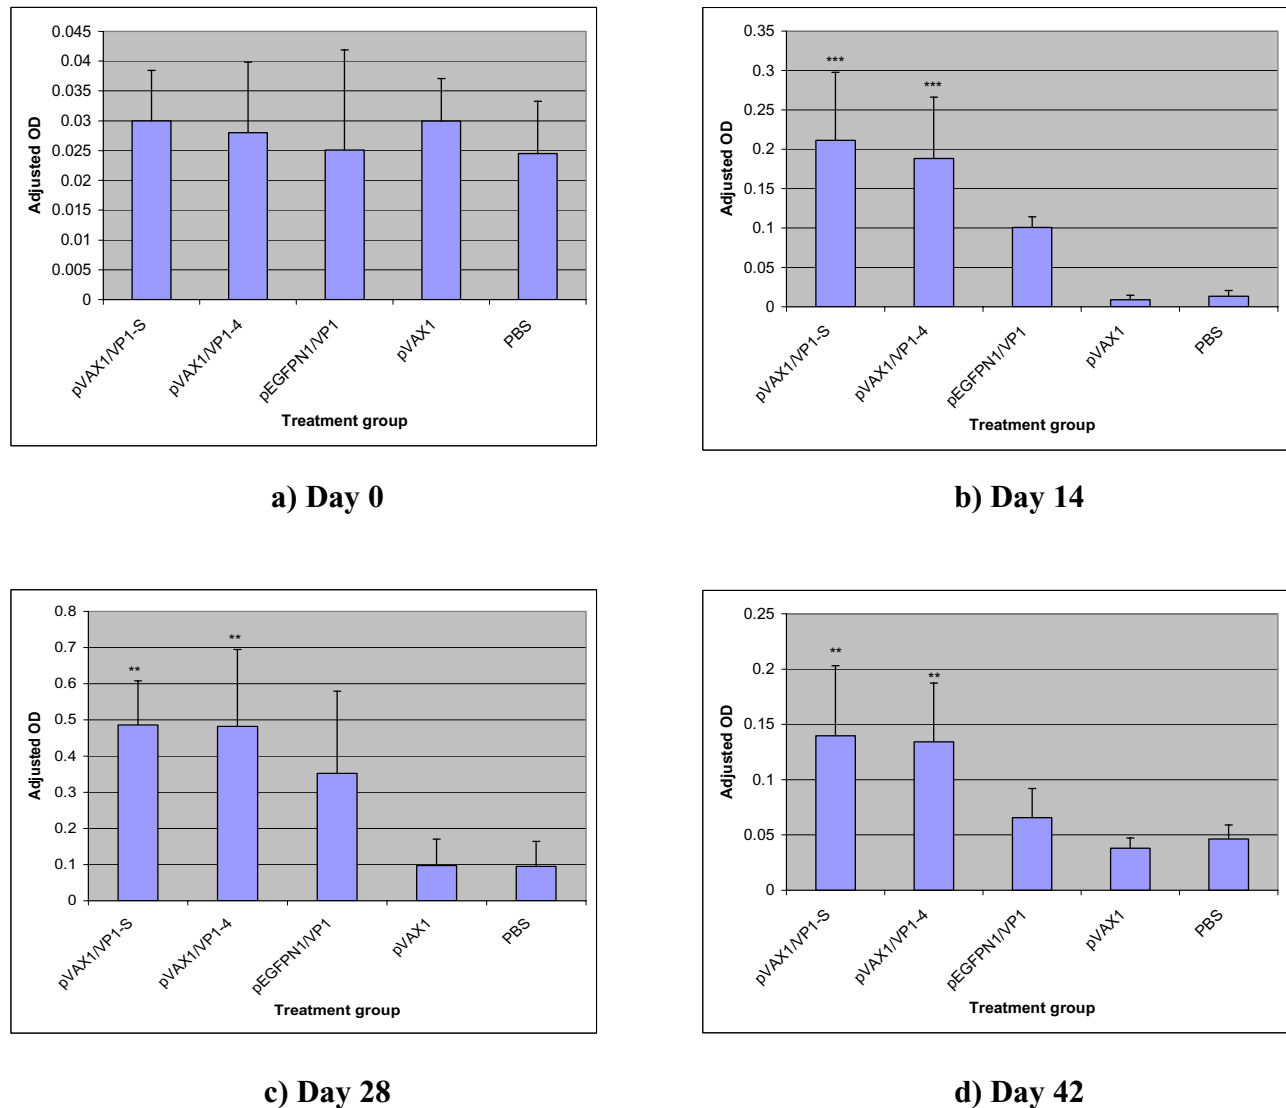 0.045
0.04
0.035
0.03
0.025
0.02
0.015
0.01
0.005
0
Adjusted OD
pVAX1/VP1-S
pVAX1/VP1-4
pEGFPN1/VP1
pVAX1
PBS
Treatment group
a) Day 0
0.35
0.3
0.25
0.2
0.15
0.1
0.05
0
Adjusted OD
***
***
pVAX1/VP1-S
pVAX1/VP1-4
pEGFPN1/VP1
pVAX1
PBS
Treatment group
b) Day 14
0.8
0.7
0.6
0.5
0.4
0.3
0.2
0.1
0
Adjusted OD
**
**
pVAX1/VP1-S
pVAX1/VP1-4
pEGFPN1/VP1
pVAX1
PBS
Treatment group
c) Day 28
0.25
0.2
0.15
0.1
0.05
0
Adjusted OD
**
**
pVAX1/VP1-S
pVAX1/VP1-4
pEGFPN1/VP1
pVAX1
PBS
Treatment group
d) Day 42